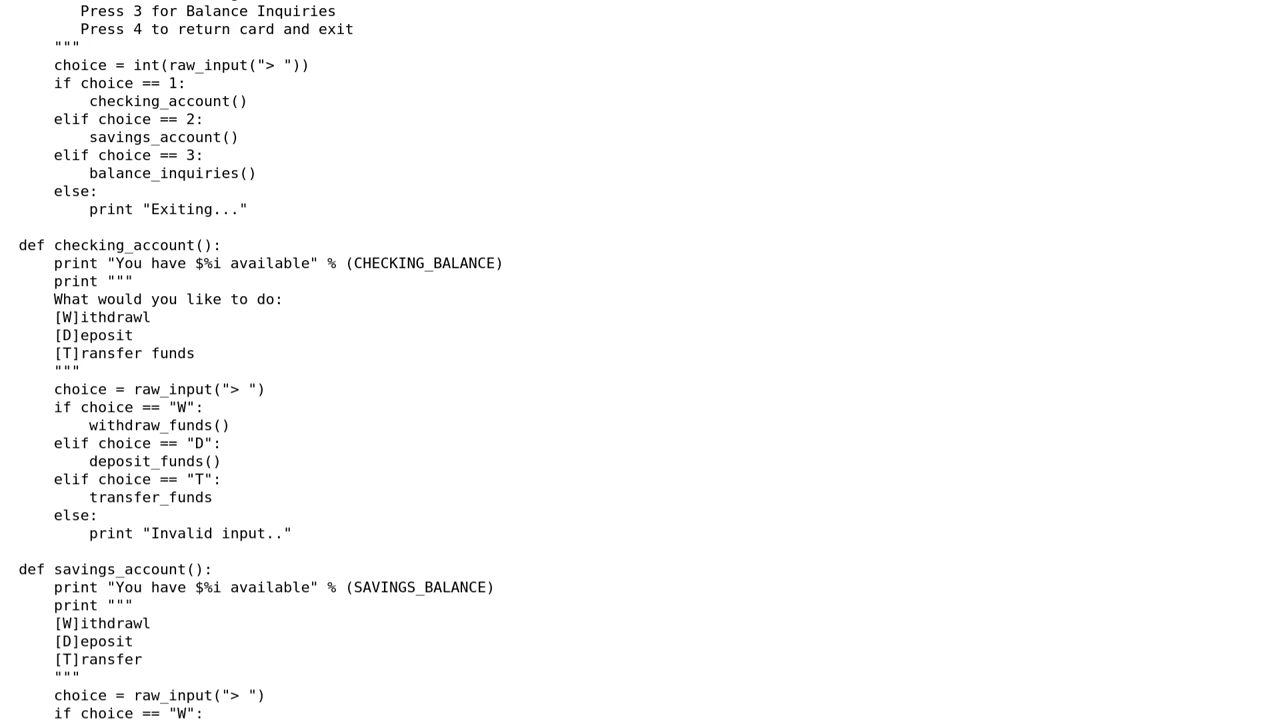 Press 3 for Balance Inquiries
Press 4 to return card and exit
"""
choice = int(raw_input("> "))
if choice == 1:
checking_account()
elif choice == 2:
savings_account()
elif choice == 3:
balance_inquiries()
else:
print "Exiting..."
def checking_account():
print "You have $%i available" % (CHECKING_BALANCE)
print """
What would you like to do:
[W]ithdrawl
[D]eposit
[T]ransfer funds
"""
choice = raw_input("> ")
if choice == "W":
withdraw_funds()
elif choice == "D":
deposit_funds()
elif choice == "T":
transfer_funds
else:
print "Invalid input.."
def savings_account():
print "You have $%i available" % (SAVINGS_BALANCE)
print """
[W]ithdrawl
[D]eposit
[T]ransfer
"""
choice = raw_input("> ")
if choice == "W":